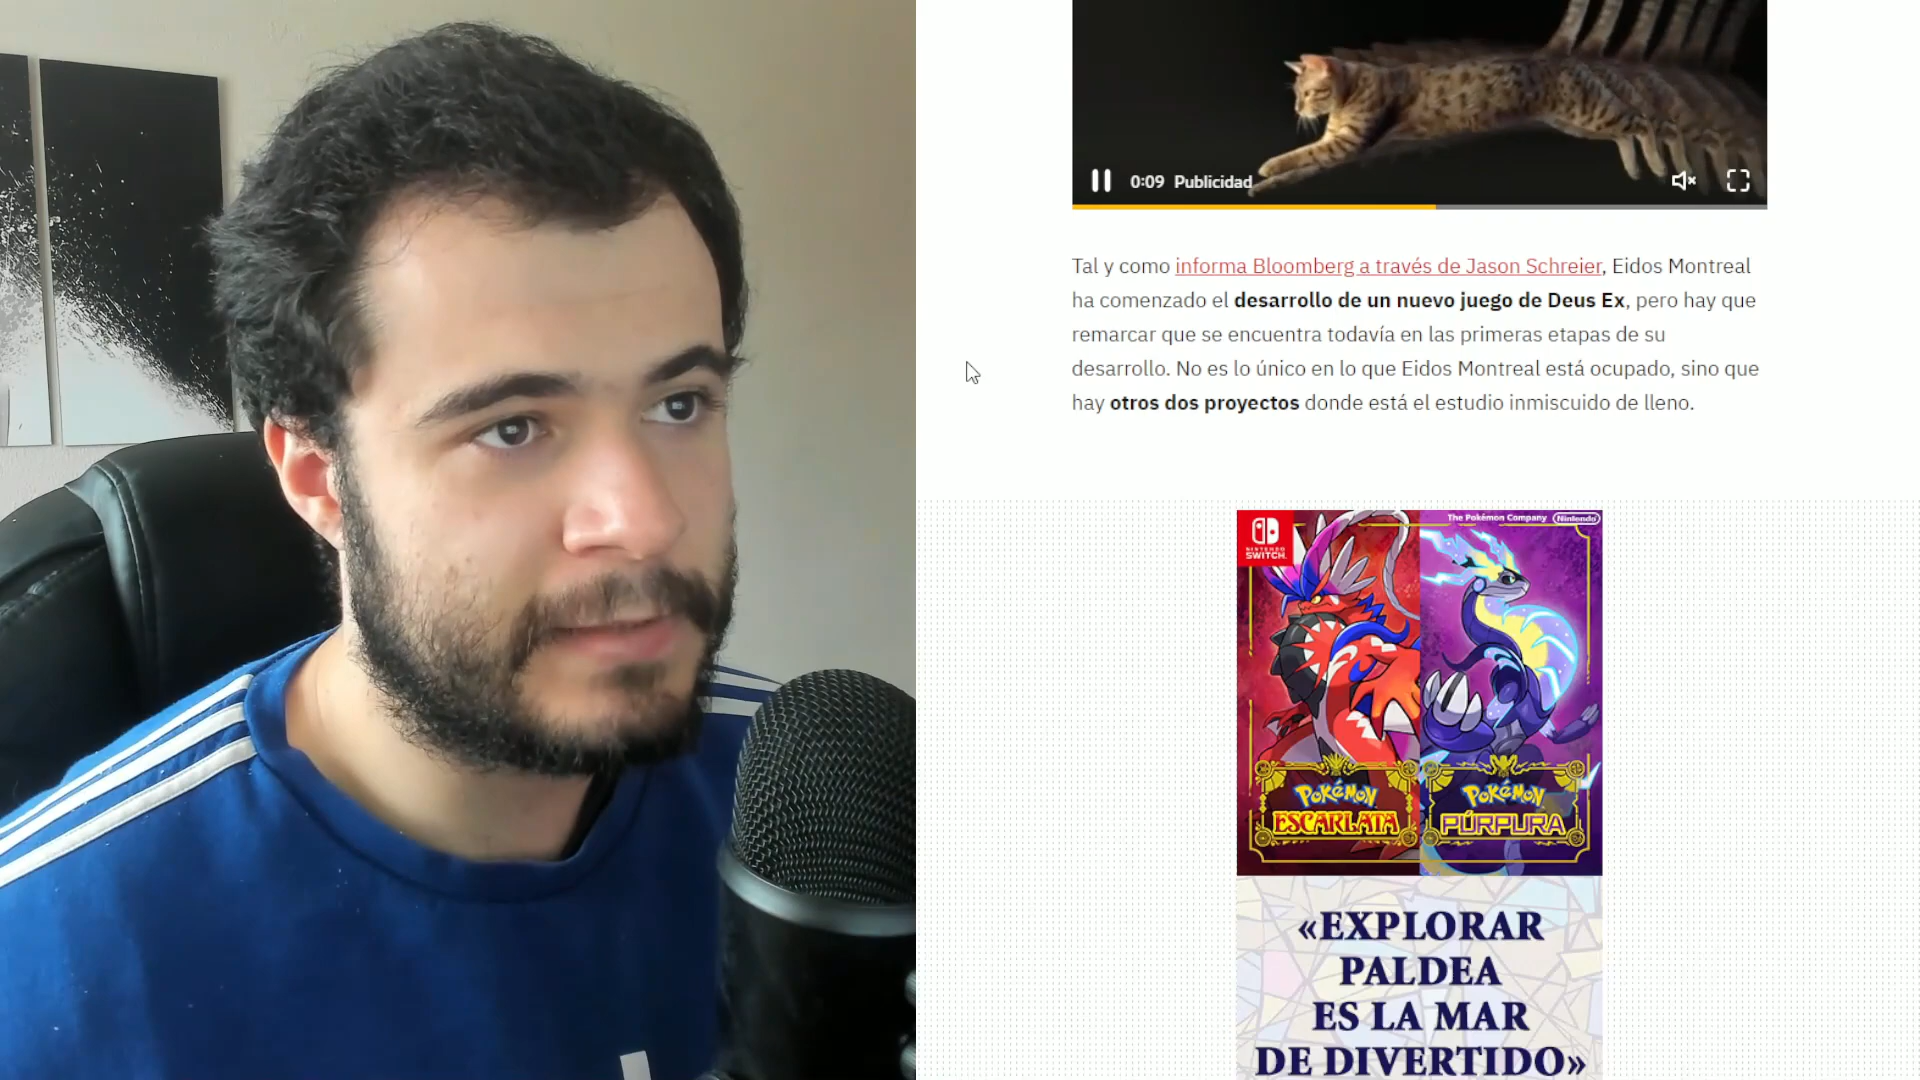 0:09 Publicidad
Tal y como informa Bloomberg a través de Jason Schreier, Eidos Montreal
ha comenzado el desarrollo de un nuevo juego de Deus Ex, pero hay que
remarcar que se encuentra todavía en las primeras etapas de su
desarrollo. No es lo único en lo que Eidos Montreal está ocupado, sino que
hay otros dos proyectos donde está el estudio inmiscuido de lleno.
The Pokémon Company Nintendo
NINTENDO
SWITCH
POKÉMON
ESCARLATA
POKÉMON
PÚRPURA
«EXPLORAR
PALDEA
ES LA MAR
DE DIVERTIDO»